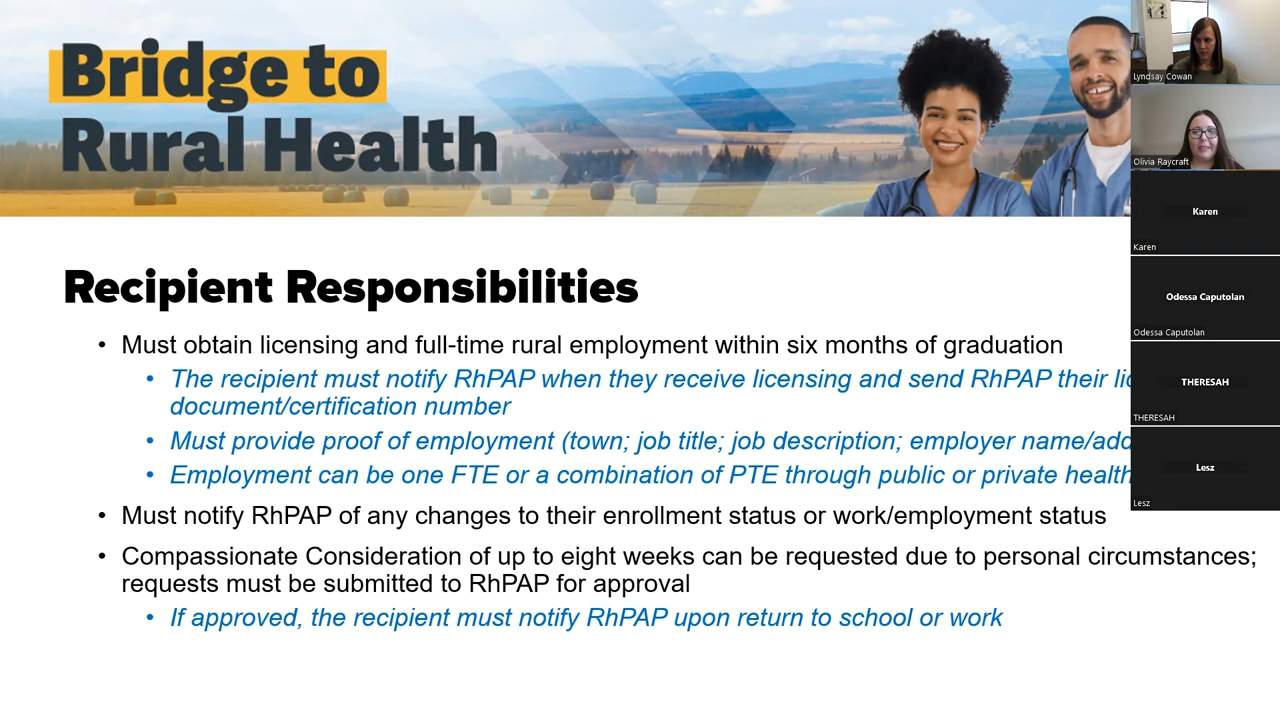 Bridge to
Rural Health
Recipient Responsibilities
• Must obtain licensing and full-time rural employment within six months of graduation
• The recipient must notify RhPAP when they receive licensing and send RhPAP their
document/certification number
• Must provide proof of employment (town; job title; job description; employer
• Employment can be one FTE or a combination of PTE through public or private health
• Must notify RhPAP of any changes to their enrollment status or work/employment status
• Compassionate Consideration of up to eight weeks can be requested due to personal circumstances;
requests must be submitted to RhPAP for approval
• If approved, the recipient must notify RhPAP upon return to school or work
Lyndsay Cowan
Olivia Raycraft
Karen
Karen
Odessa Caputolan
Odessa Caputolan
THERESAH
THERESAH
Lesz
Lesz